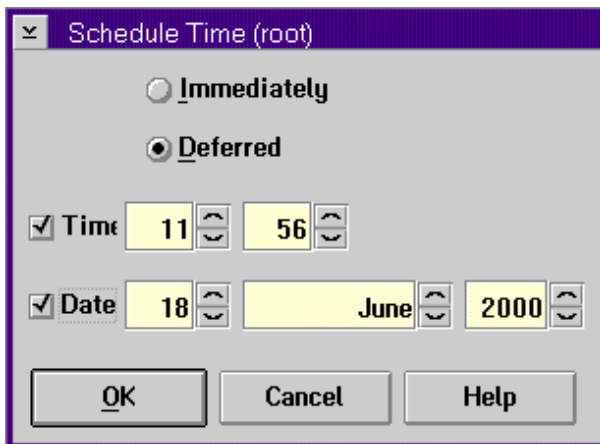 Schedule Time (root)
Immediately
Deferred
Time 11 56
Date 18 June 2000
OK Cancel Help